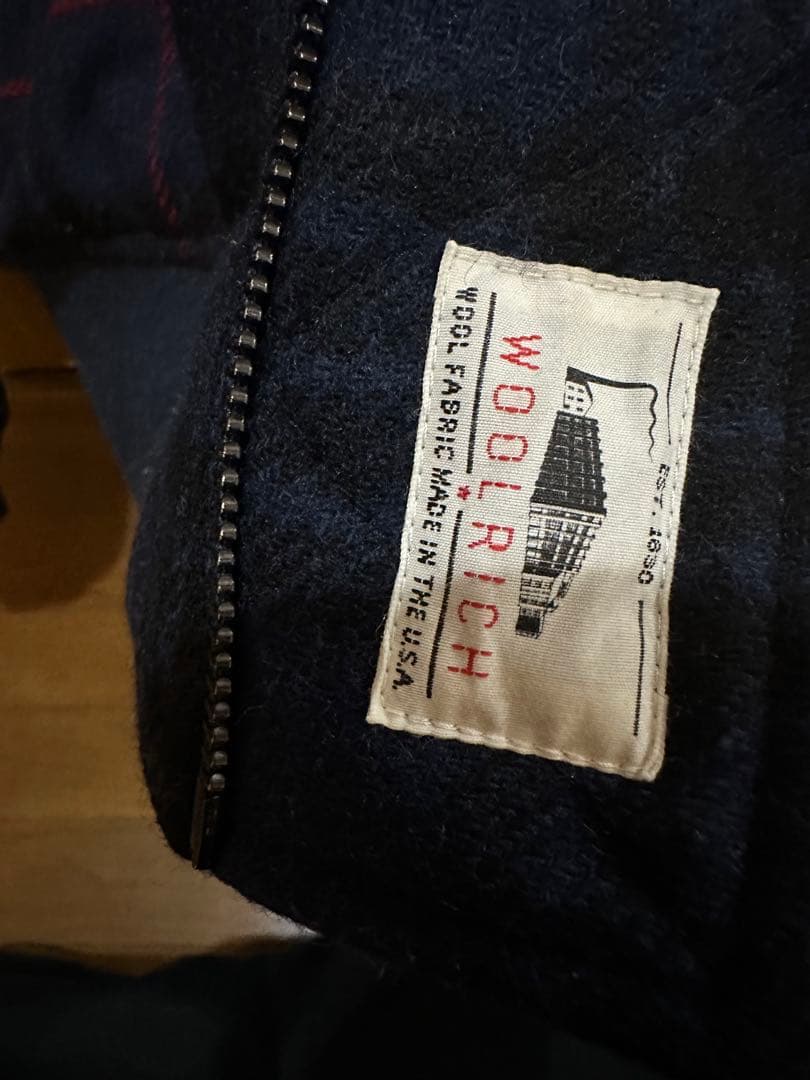 EST. 1830
WOOLRICH
WOOL FABRIC MADE IN THE U.S.A.